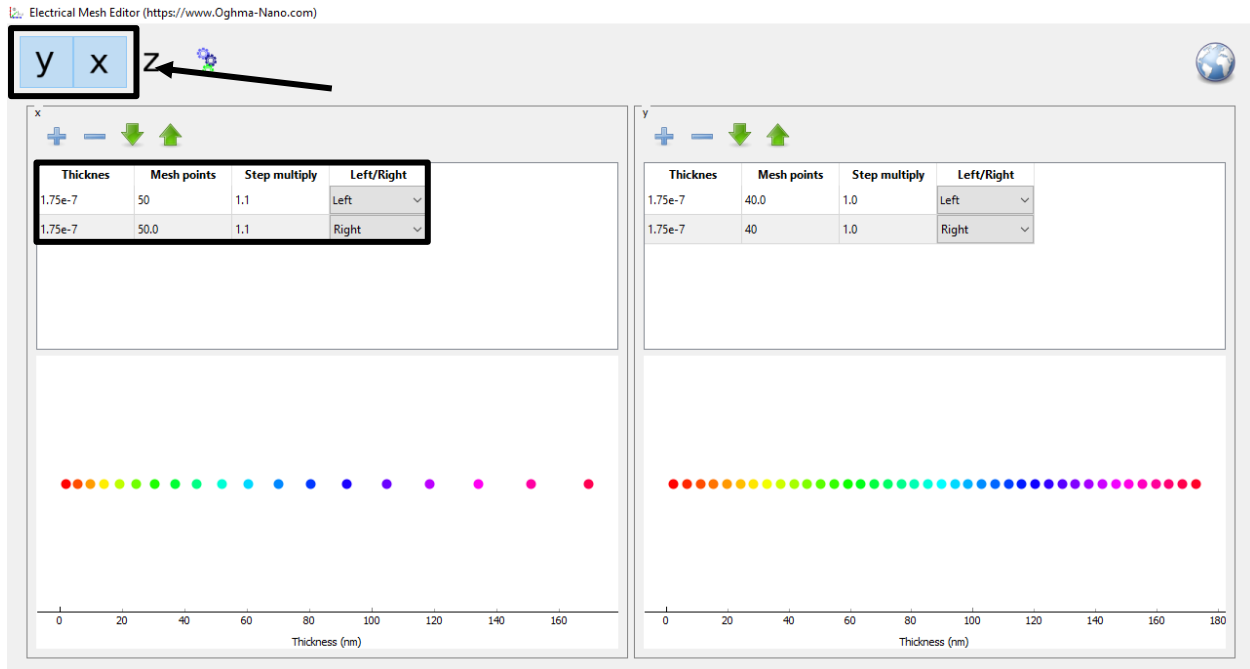 Electrical Mesh Editor (https://www.Oghma-Nano.com)
y x z
x
Thicknes Mesh points Step multiply Left/Right
1.75e-7 50 1.1 Left
1.75e-7 50.0 1.1 Right
0 20 40 60 80 100 120 140 160
Thickness (nm)
y
Thicknes Mesh points Step multiply Left/Right
1.75e-7 40.0 1.0 Left
1.75e-7 40 1.0 Right
0 20 40 60 80 100 120 140 160 180
Thickness (nm)